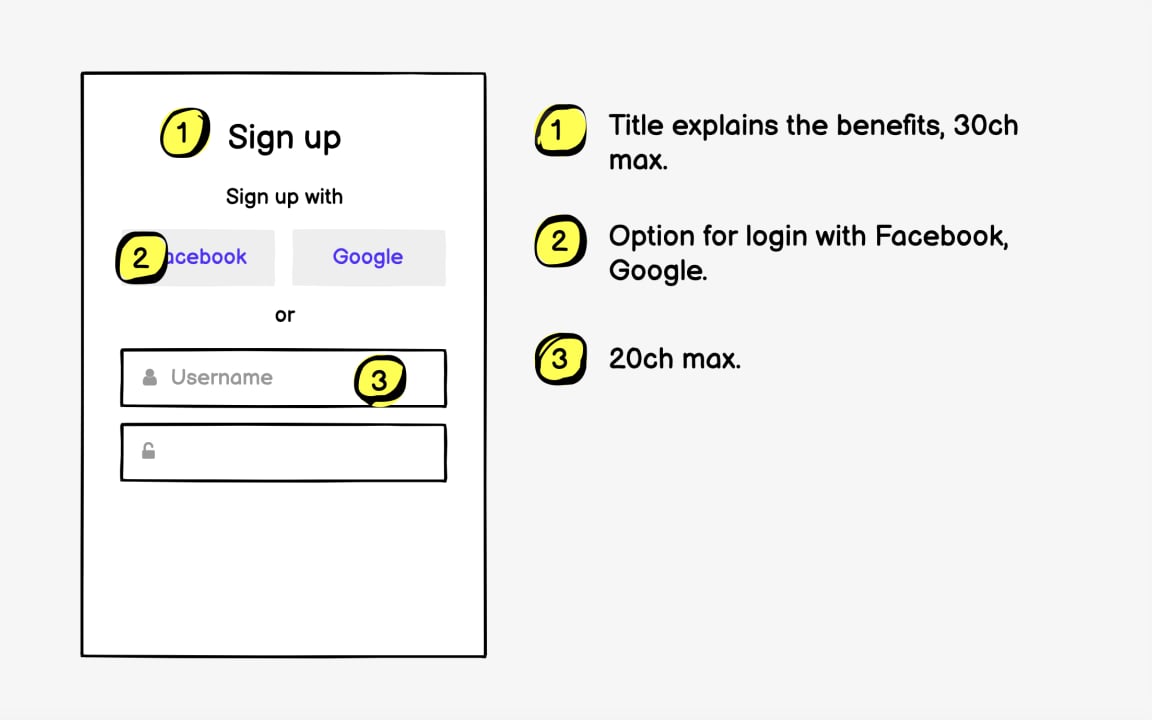 1 Sign up
Sign up with
2 acebook Google
or
Username 3
1 Title explains the benefits, 30ch
max.
2 Option for login with Facebook,
Google.
3 20ch max.